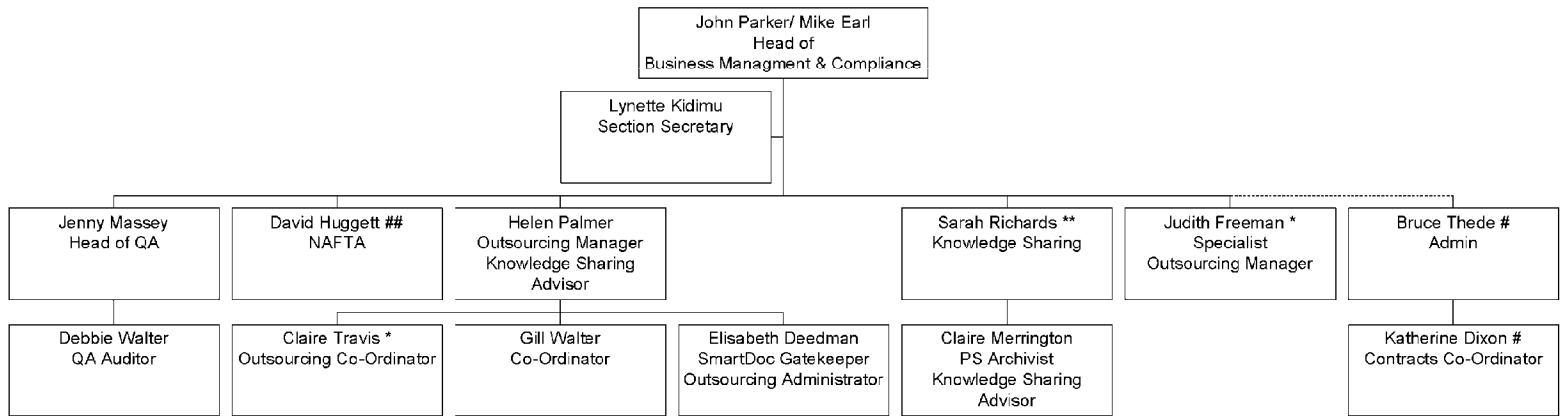 John Parker/ Mike Earl
Head of
Business Managment & Compliance
Lynette Kidimu
Section Secretary
Jenny Massey
Head of QA
David Huggett ##
NAFTA
Helen Palmer
Outsourcing Manager
Knowledge Sharing
Advisor
Sarah Richards **
Knowledge Sharing
Judith Freeman *
Specialist
Outsourcing Manager
Bruce Thede #
Admin
Debbie Walter
QA Auditor
Claire Travis *
Outsourcing Co-Ordinator
Gill Walter
Co-Ordinator
Elisabeth Deedman
SmartDoc Gatekeeper
Outsourcing Administrator
Claire Merrington
PS Archivist
Knowledge Sharing
Advisor
Katherine Dixon #
Contracts Co-Ordinator